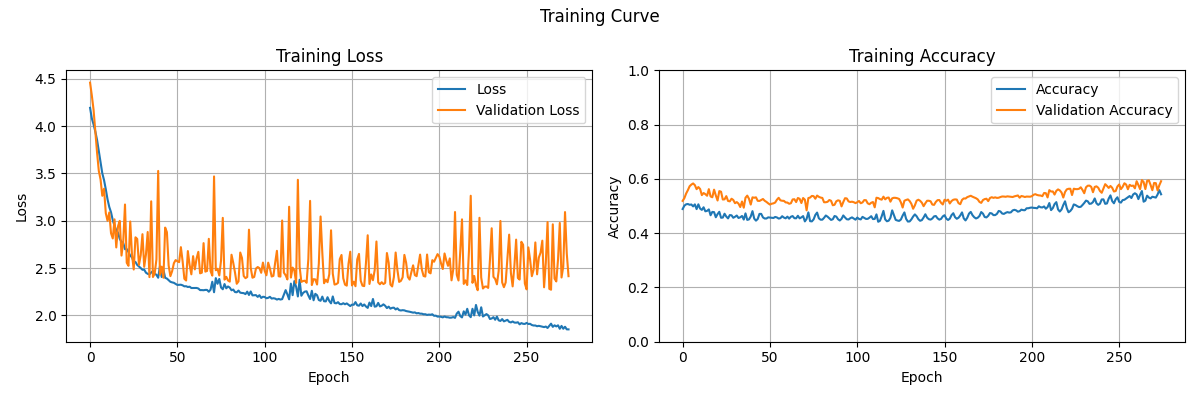 Training Curve
Training Loss
4.5
4.0
3.5
3.0
2.5
2.0
Loss
0 50 100 150 200 250
Epoch
Loss
Validation Loss
Training Accuracy
1.0
0.8
0.6
0.4
0.2
0.0
Accuracy
0 50 100 150 200 250
Epoch
Accuracy
Validation Accuracy